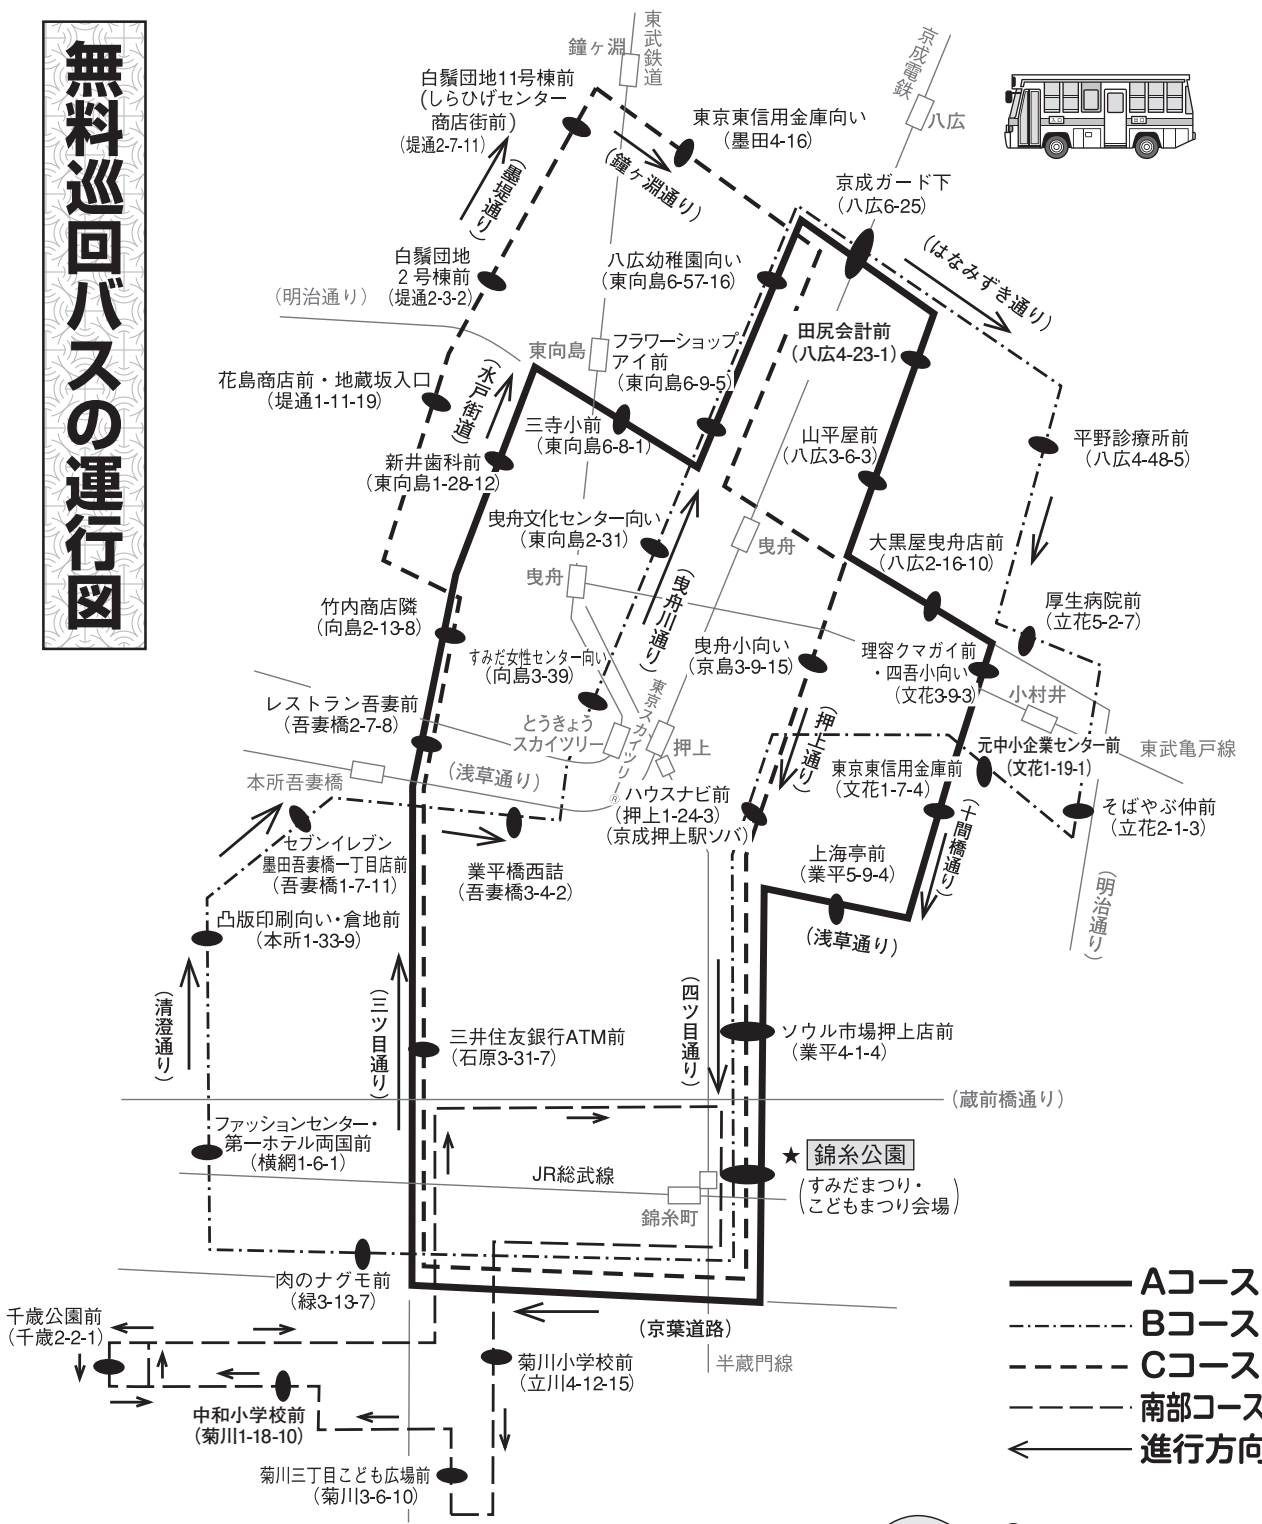 無料巡回バスの運行図
東武鉄道
鐘ヶ淵
京成電鉄
八広
白鬚団地11号棟前
(しらひげセンター
商店街前)
(堤通2-7-11)
(墨堤通り)
東京東信用金庫向い
(墨田4-16)
(鐘ヶ淵通り)
京成ガード下
(八広6-25)
(はなみずき通り)
入口
出口
白鬚団地
2号棟前
(堤通2-3-2)
八広幼稚園向い
(東向島6-57-16)
(明治通り)
田尻会計前
(八広4-23-1)
東向島
フラワーショップ
アイ前
(東向島6-9-5)
花島商店前・地蔵坂入口
(堤通1-11-19)
(水戸街道)
三寺小前
(東向島6-8-1)
新井歯科前
(東向島1-28-12)
山平屋前
(八広3-6-3)
平野診療所前
(八広4-48-5)
曳舟文化センター向い
(東向島2-31)
曳舟
大黒屋曳舟店前
(八広2-16-10)
曳舟
(曳舟川通り)
竹内商店隣
(向島2-13-8)
厚生病院前
(立花5-2-7)
すみだ女性センター向い
(向島3-39)
曳舟小向い
(京島3-9-15)
理容クマガイ前
・四吾小向い
(文花3-9-3)
小村井
レストラン吾妻前
(吾妻橋2-7-8)
とうきょう
スカイツリー
東京スカイツリー®
押上
(押上通り)
元中小企業センター前
(文花1-19-1)
東武亀戸線
本所吾妻橋
(浅草通り)
東京東信用金庫前
(文花1-7-4)
ハウスナビ前
(押上1-24-3)
(京成押上駅ソバ)
(十間橋通り)
そばやぶ仲前
(立花2-1-3)
セブンイレブン
墨田吾妻橋一丁目店前
(吾妻橋1-7-11)
業平橋西詰
(吾妻橋3-4-2)
上海亭前
(業平5-9-4)
(明治通り)
凸版印刷向い・倉地前
(本所1-33-9)
(浅草通り)
(清澄通り)
(三ツ目通り)
(四ツ目通り)
三井住友銀行ATM前
(石原3-31-7)
ソウル市場押上店前
(業平4-1-4)
(蔵前橋通り)
ファッションセンター・
第一ホテル両国前
(横網1-6-1)
JR総武線
★ 錦糸公園
(すみだまつり・
こどもまつり会場)
錦糸町
肉のナグモ前
(緑3-13-7)
Aコース
千歳公園前
(千歳2-2-1)
(京葉道路)
Bコース
菊川小学校前
(立川4-12-15)
半蔵門線
Cコース
中和小学校前
(菊川1-18-10)
南部コース
進行方向
菊川三丁目こども広場前
(菊川3-6-10)